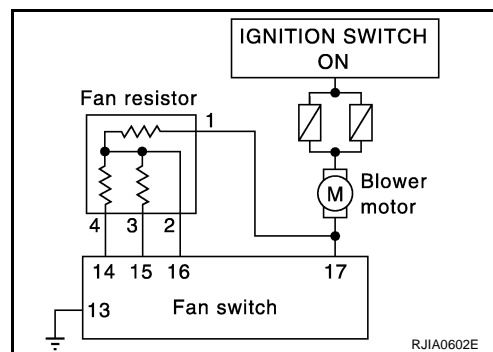 IGNITION SWITCH
ON
Fan resistor
1
M
Blower
motor
4 3 2
14 15 16 17
13
Fan switch
RJIA0602E